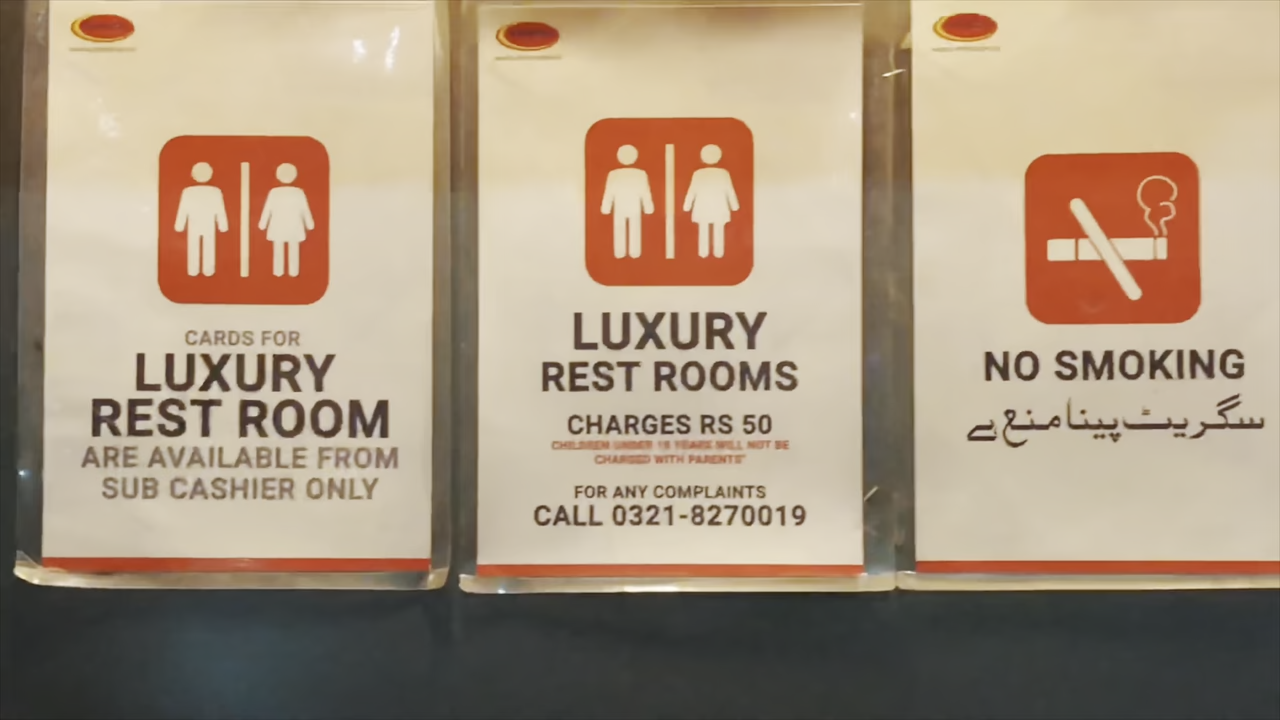 CARDS FOR
LUXURY
REST ROOM
ARE AVAILABLE FROM
SUB CASHIER ONLY
LUXURY
REST ROOMS
CHARGES RS 50
CHILDREN UNDER 10 YEARS WILL NOT BE
CHARGED WITH PARENTS"
FOR ANY COMPLAINTS
CALL 0321-8270019
NO SMOKING
سگریٹ پینا منع ہے